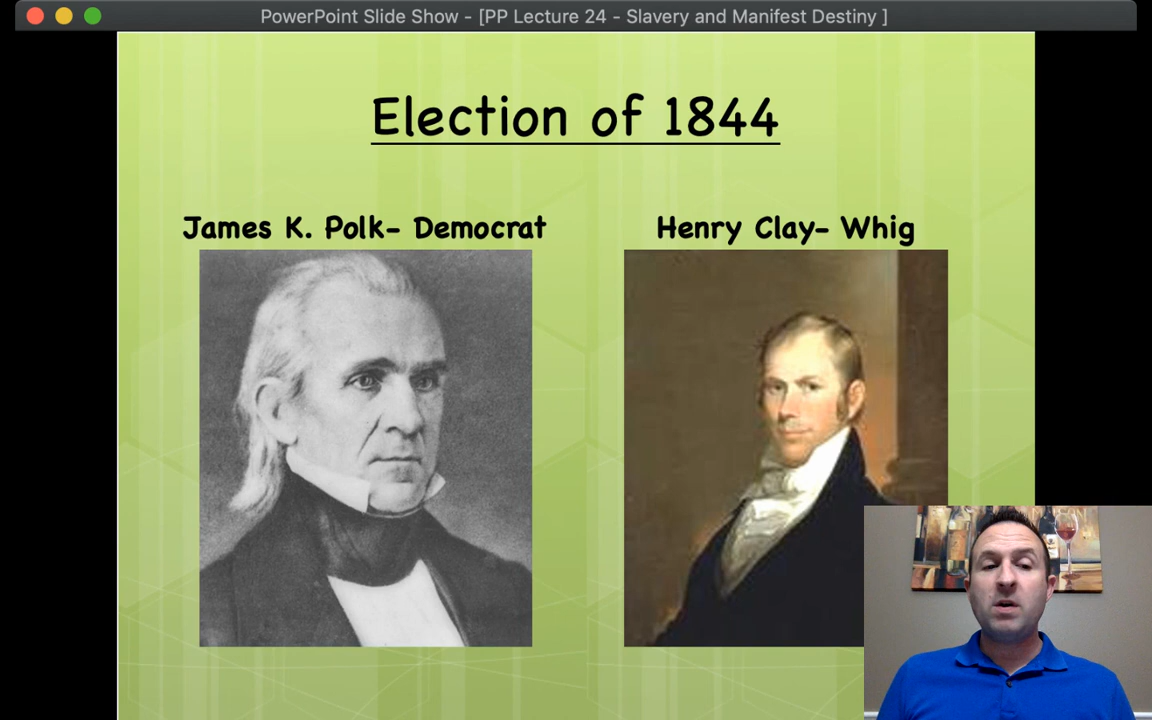 PowerPoint Slide Show - [PP Lecture 24 - Slavery and Manifest Destiny ]
Election of 1844
James K. Polk- Democrat
Henry Clay- Whig